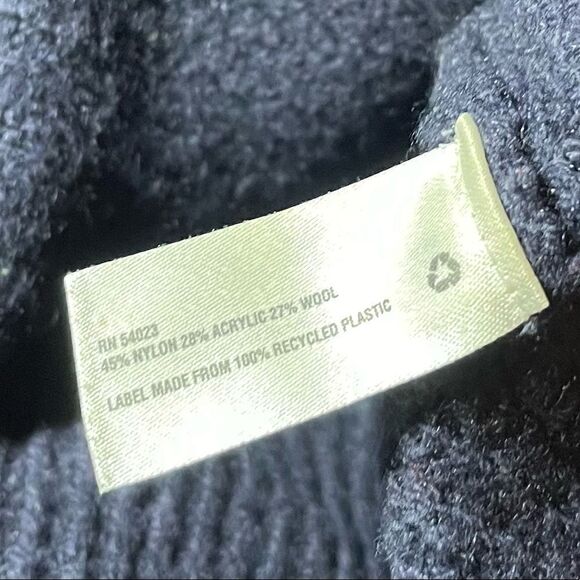 RN 54023
45% NYLON 28% ACRYLIC 27% WOOL
LABEL MADE FROM 100% RECYCLED PLASTIC